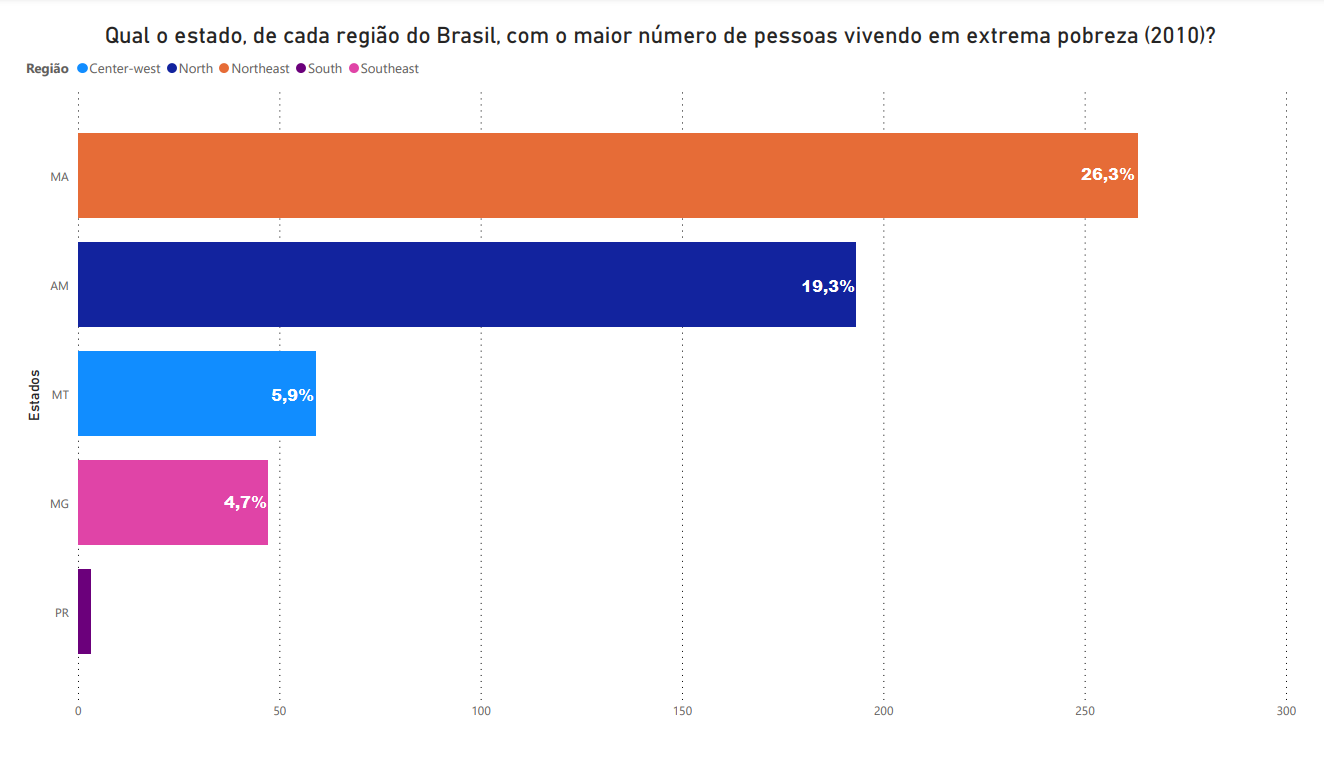 Qual o estado, de cada região do Brasil, com o maior número de pessoas vivendo em extrema pobreza (2010)?
Região Center-west North Northeast South Southeast
MA 26,3%
AM 19,3%
Estados
MT 5,9%
MG 4,7%
PR
0 50 100 150 200 250 300